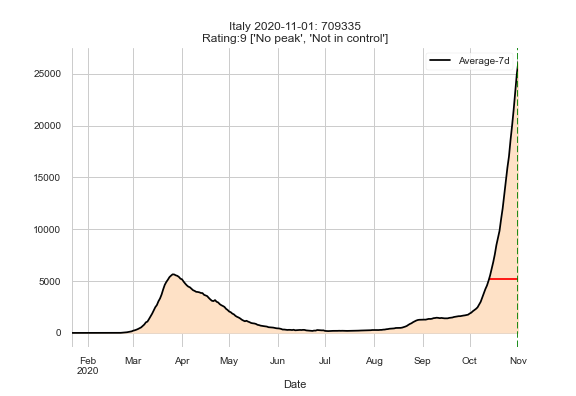 Italy 2020-11-01: 709335
Rating:9 ['No peak', 'Not in control']
Average-7d
25000
20000
15000
10000
5000
0
Feb Mar Apr May Jun Jul Aug Sep Oct Nov
2020
Date